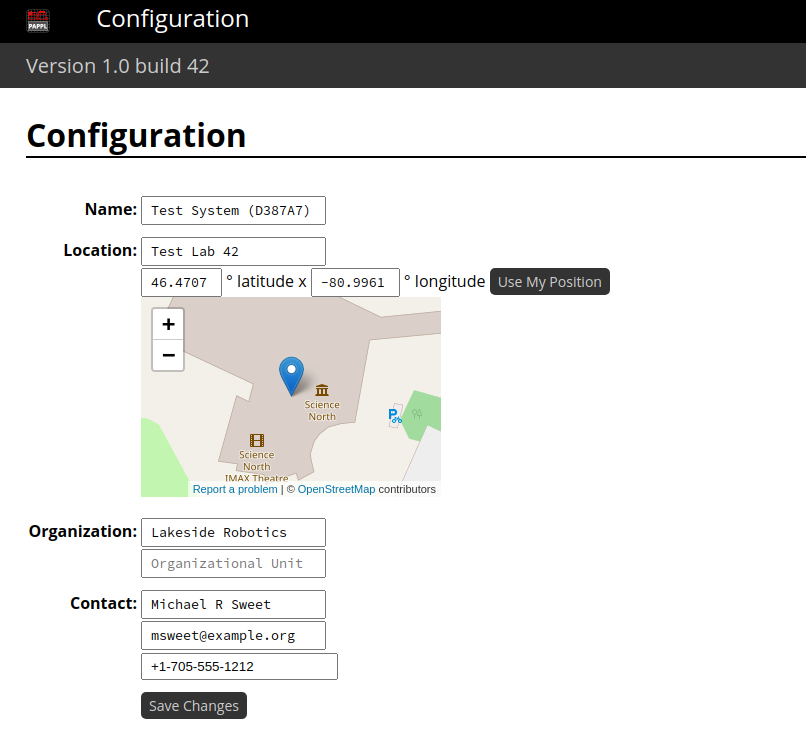 PAPPL
Configuration
Version 1.0 build 42
Configuration
Name: Test System (D387A7)
Location: Test Lab 42
46.4707 ° latitude x -80.9961 ° longitude Use My Position
+
−
Science
North
P
Science
North
IMAX Theatre
Report a problem | © OpenStreetMap contributors
Organization: Lakeside Robotics
Organizational Unit
Contact: Michael R Sweet
msweet@example.org
+1-705-555-1212
Save Changes